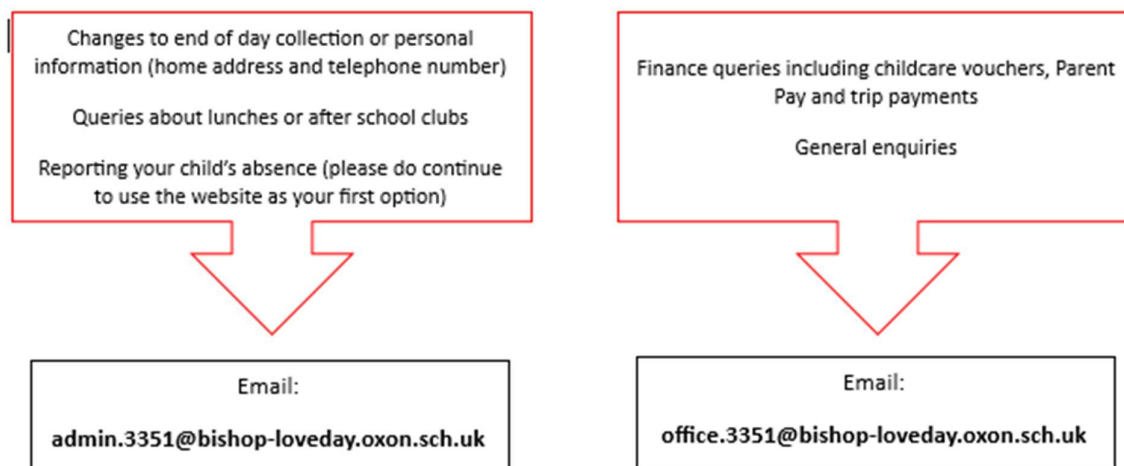 Changes to end of day collection or personal
information (home address and telephone number)
Queries about lunches or after school clubs
Reporting your child's absence (please do continue
to use the website as your first option)
Email:
admin.3351@bishop-loveday.oxon.sch.uk
Finance queries including childcare vouchers, Parent
Pay and trip payments
General enquiries
Email:
office.3351@bishop-loveday.oxon.sch.uk